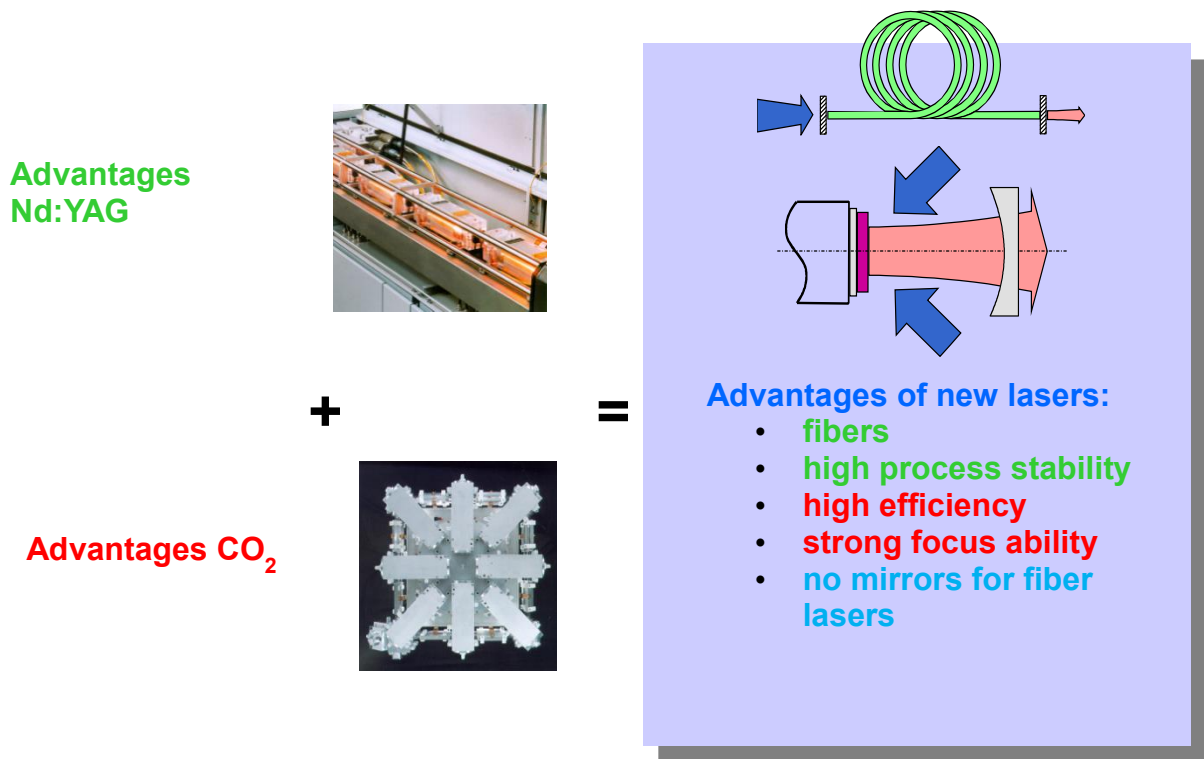 Advantages
Nd:YAG
+
=
Advantages CO₂
Advantages of new lasers:
• fibers
• high process stability
• high efficiency
• strong focus ability
• no mirrors for fiber
lasers